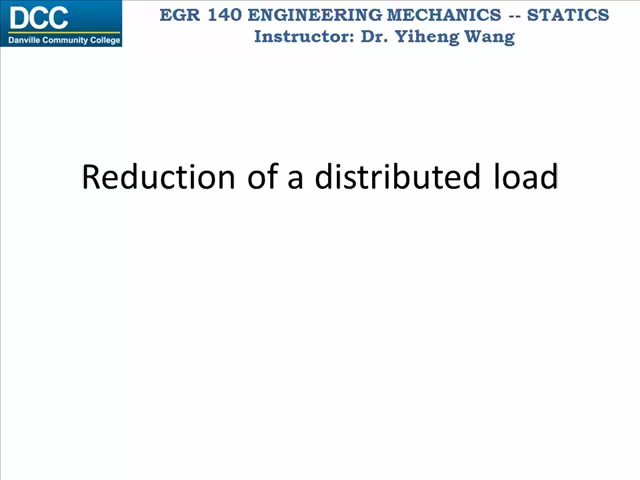 DCC
Danville Community College
EGR 140 ENGINEERING MECHANICS -- STATICS
Instructor: Dr. Yiheng Wang
Reduction of a distributed load